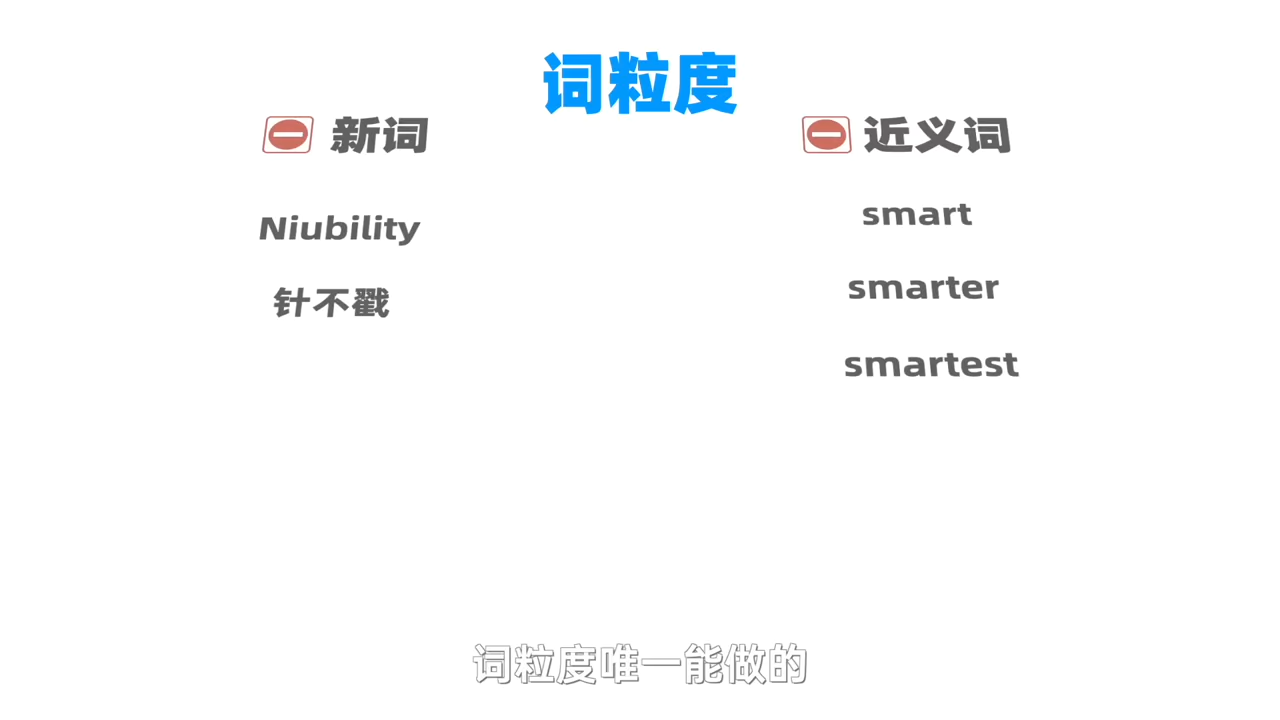 词粒度
新词
近义词
Niubility
针不戳
smart
smarter
smartest
词粒度唯一能做的